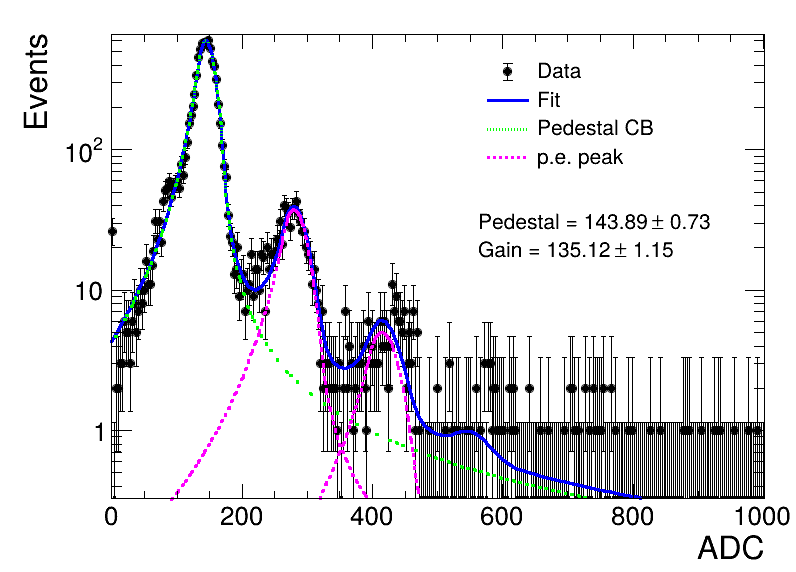 Events
Data
Fit
Pedestal CB
p.e. peak
Pedestal = 143.89 ± 0.73
Gain = 135.12 ± 1.15
10²
10
1
0 200 400 600 800 1000
ADC